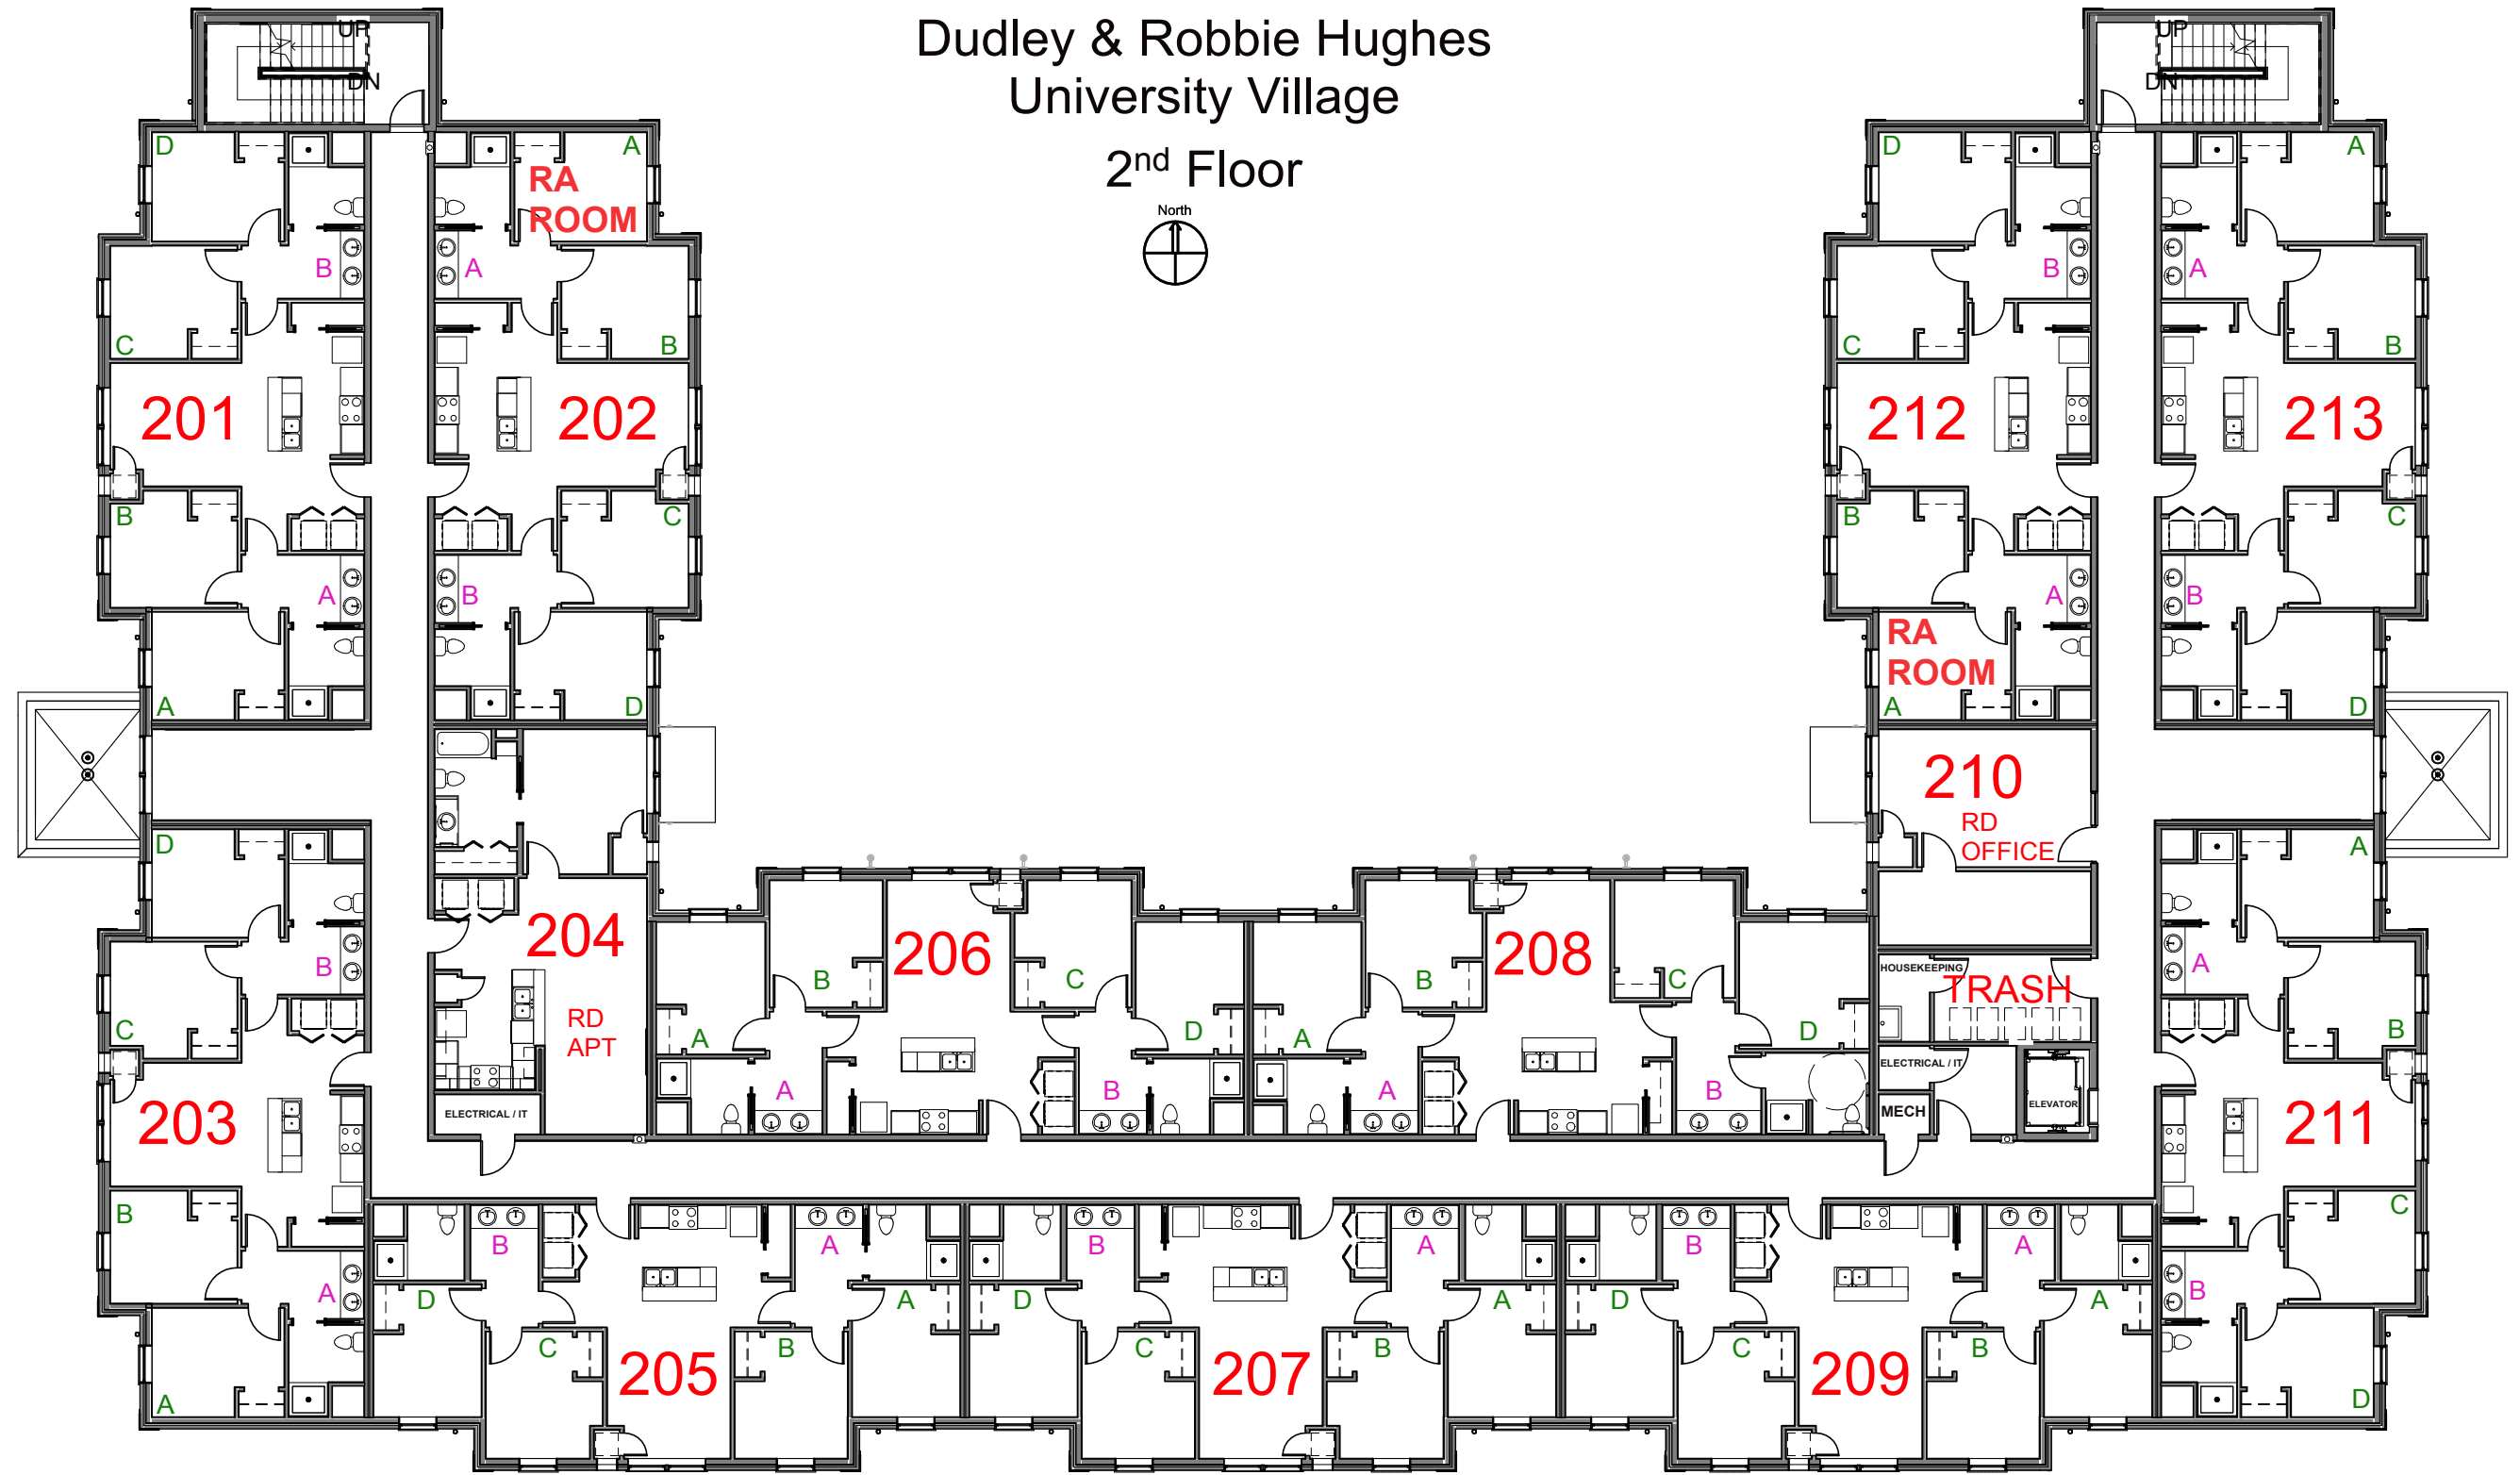 Dudley & Robbie Hughes
University Village
2nd Floor
North
UP
DN
UP
DN
D
A
RA
ROOM
B
A
C
B
201
202
B
C
A
B
A
D
D
A
B
A
C
B
212
213
B
C
A
B
RA
ROOM
A
D
210
RD
OFFICE
D
B
C
203
B
A
A
204
RD
APT
ELECTRICAL / IT
206
B
C
A
D
A
B
208
B
C
A
D
A
B
HOUSEKEEPING
TRASH
ELECTRICAL / IT
MECH
ELEVATOR
A
A
B
211
C
B
D
B
A
D
A
C
B
205
B
A
D
A
C
B
207
B
A
D
A
C
B
209